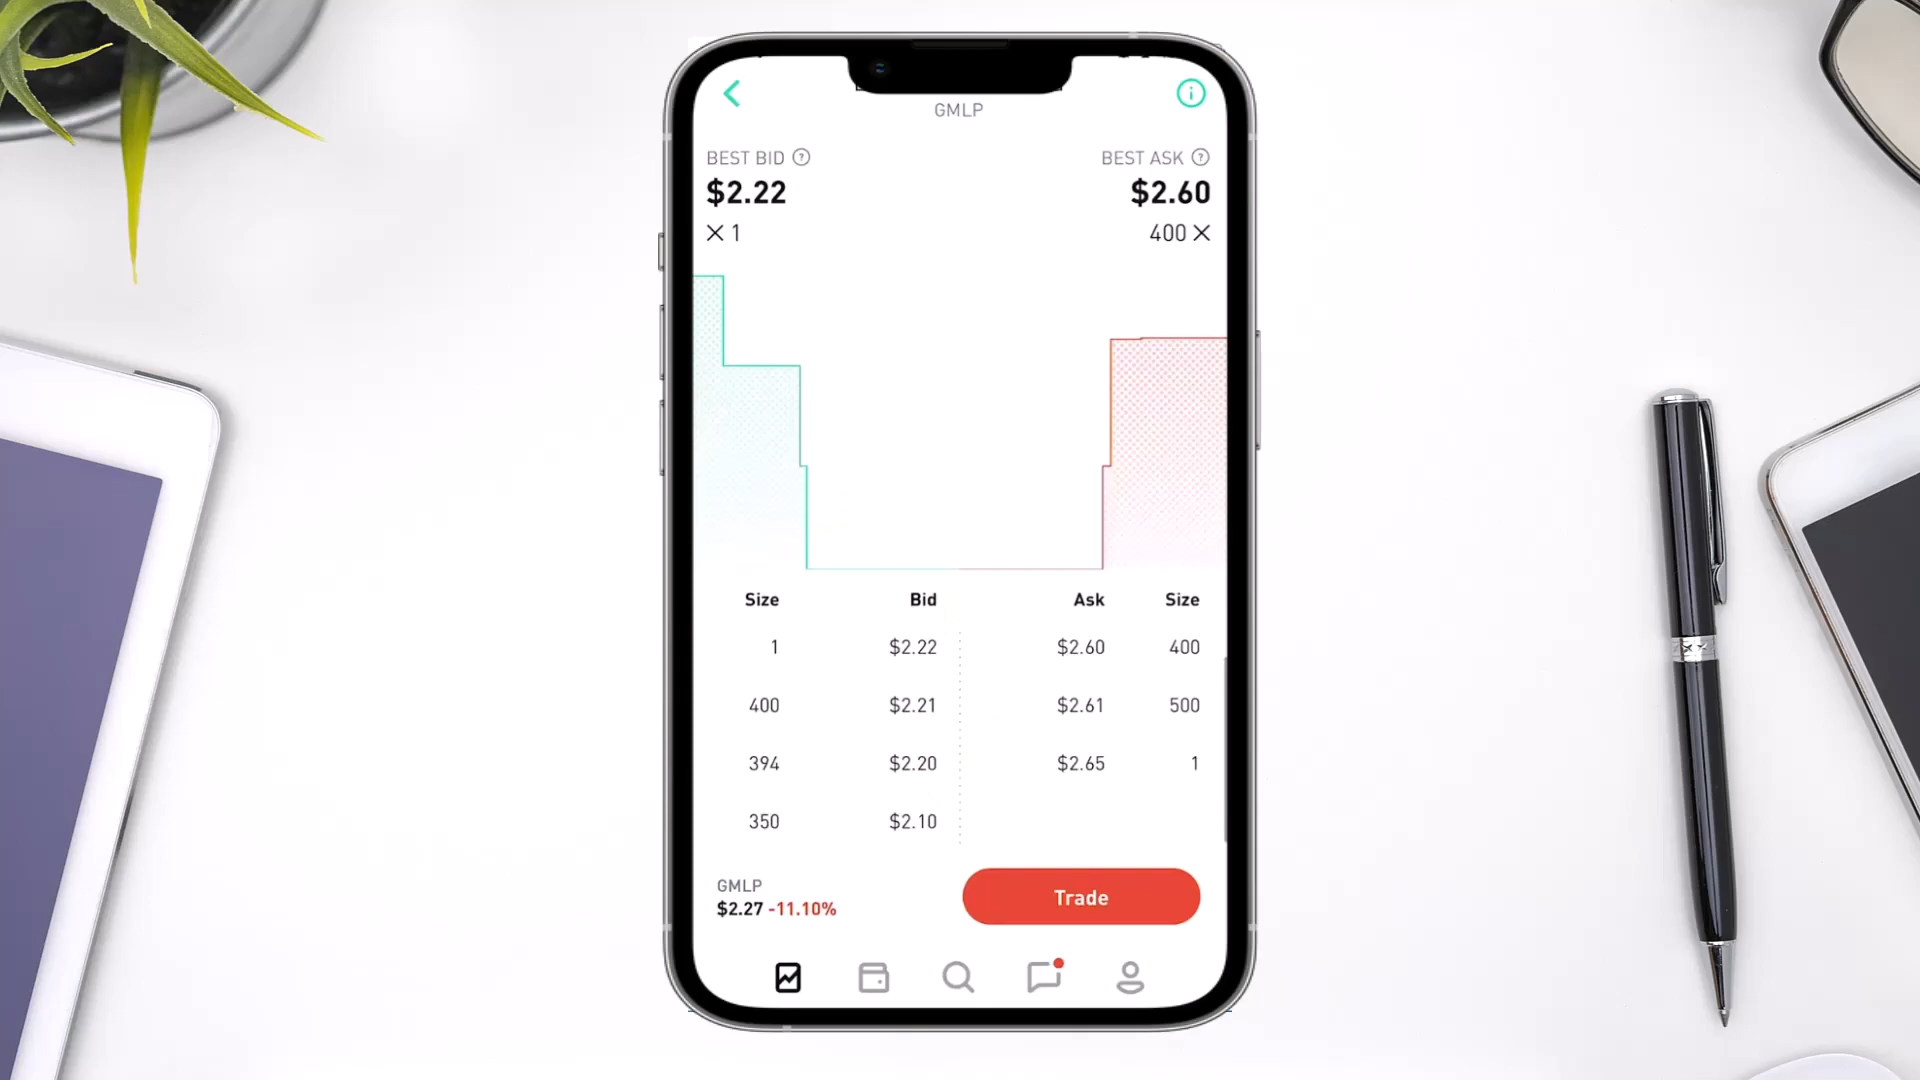 GMLP
BEST BID ?
BEST ASK ?
$2.22
$2.60
× 1
400 ×
Size Bid Ask Size
1 $2.22 $2.60 400
400 $2.21 $2.61 500
394 $2.20 $2.65 1
350 $2.10
GMLP
$2.27 -11.10%
Trade